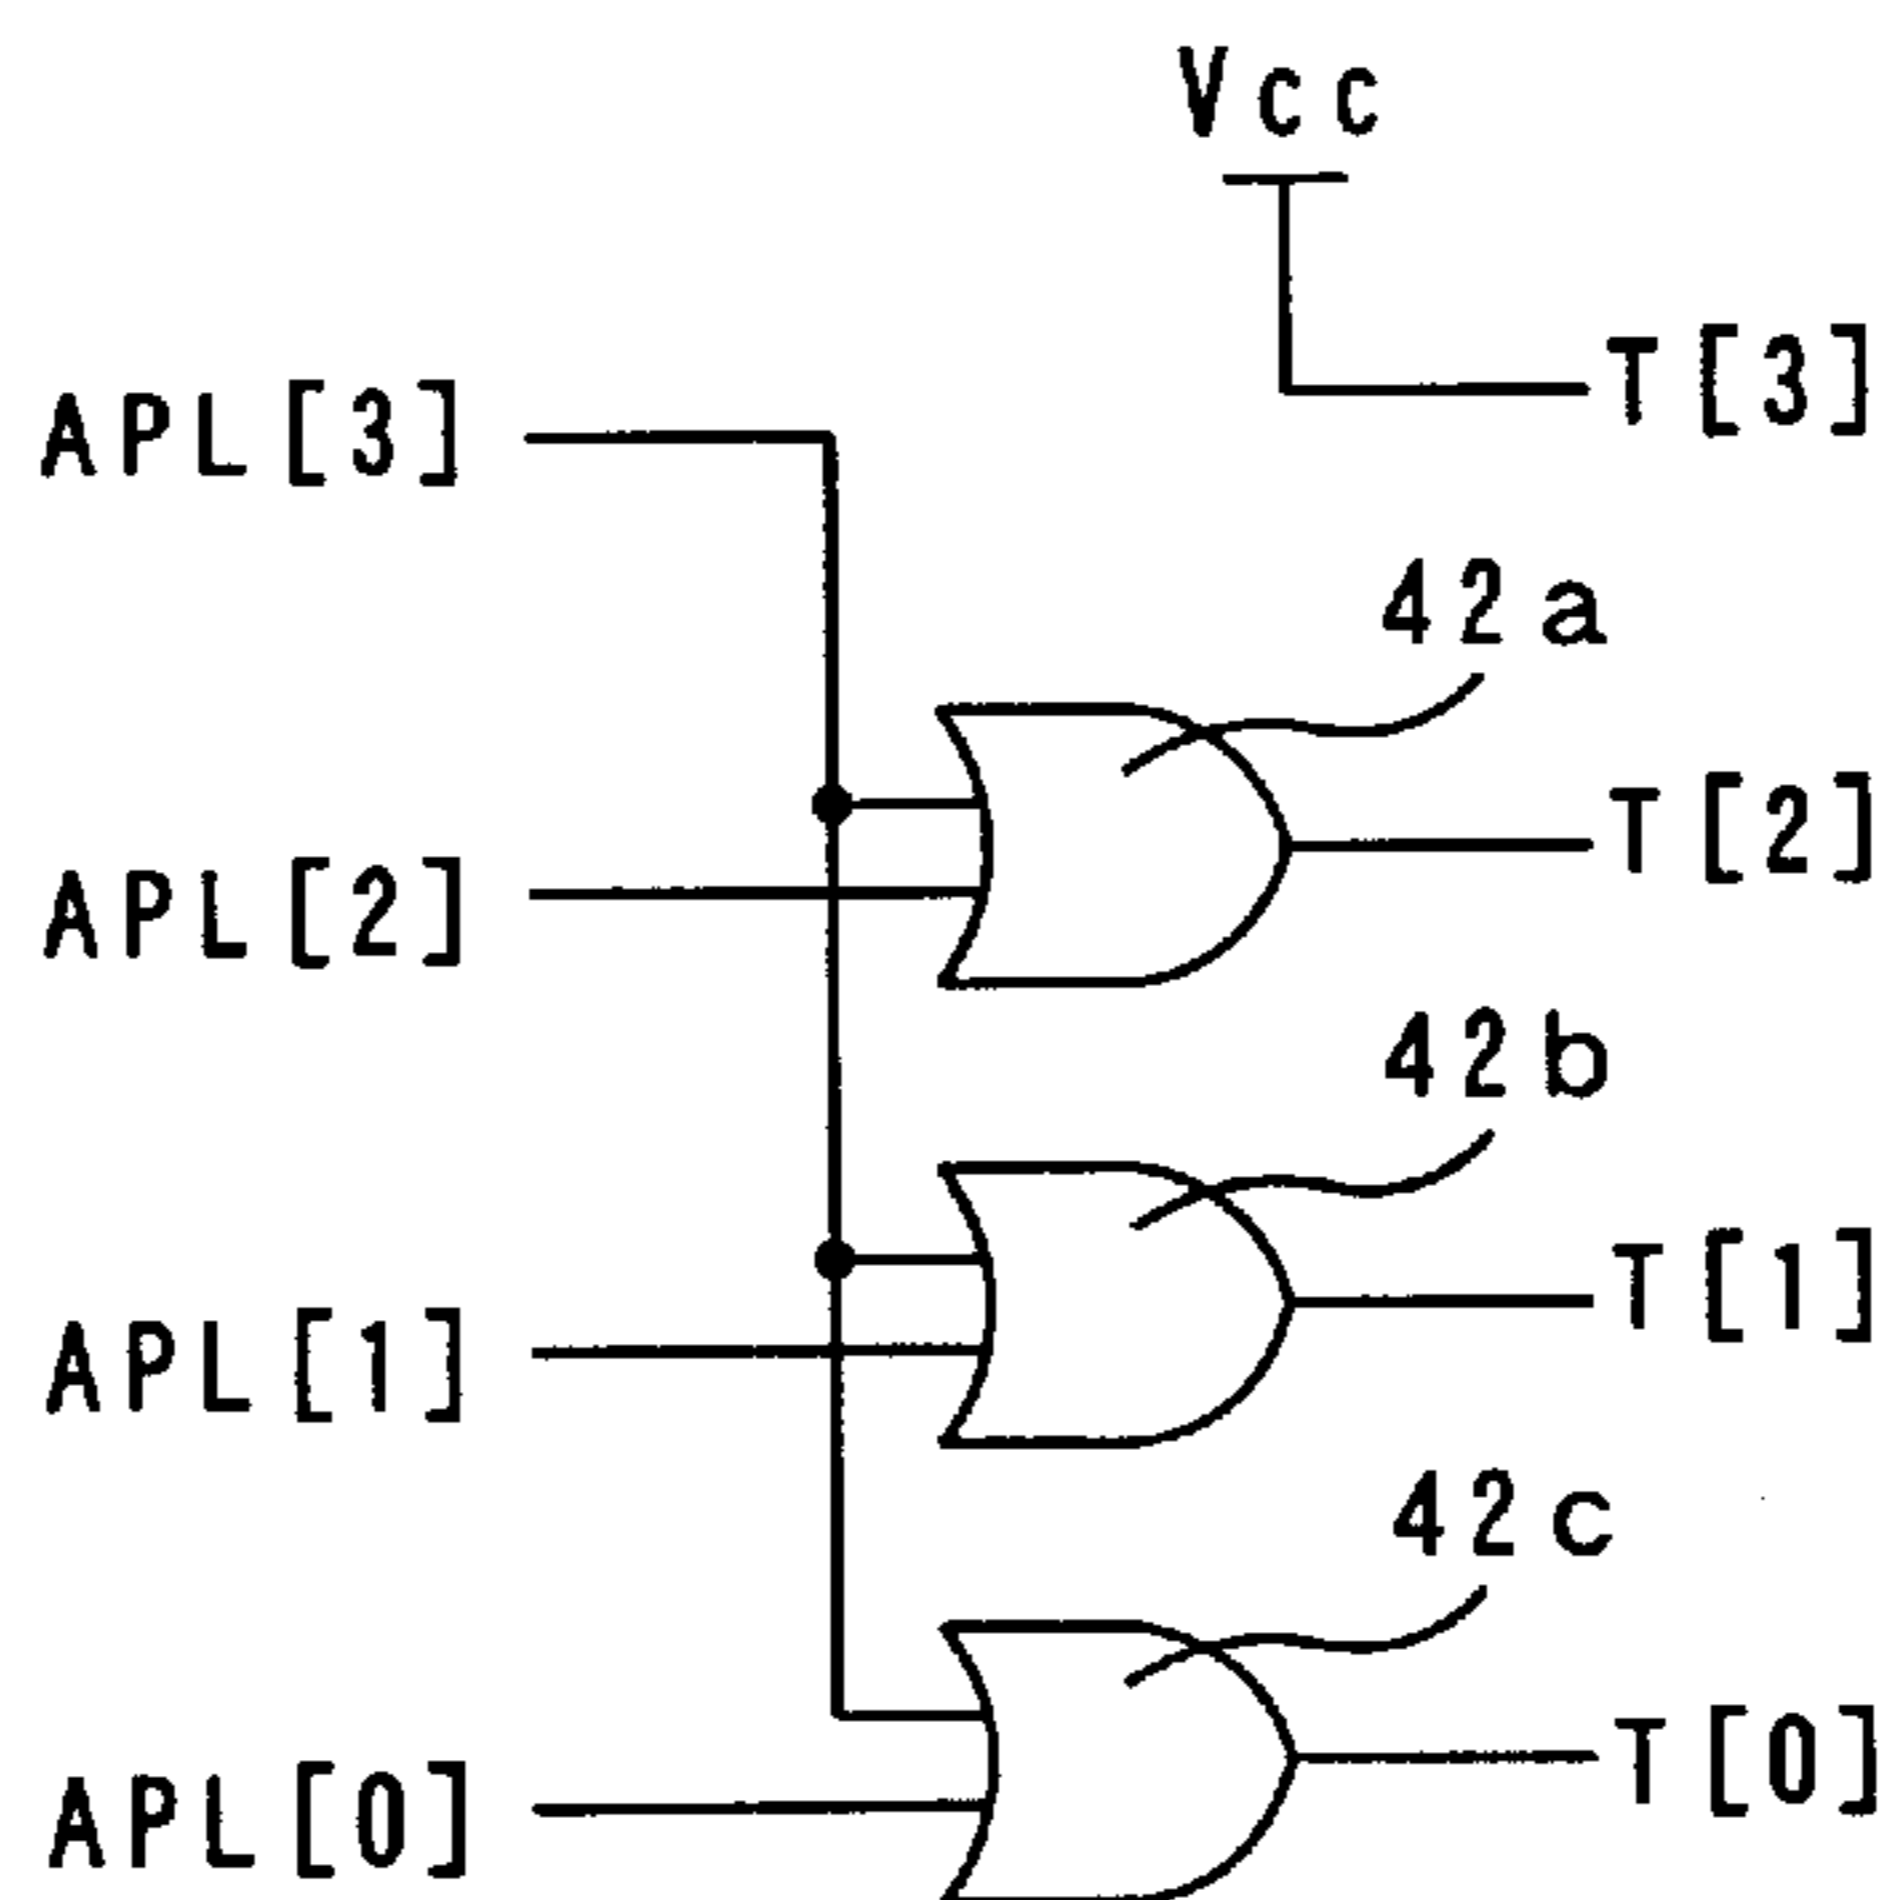 Vcc
T[3]
APL[3]
42a
T[2]
APL[2]
42b
T[1]
APL[1]
42c
T[0]
APL[0]